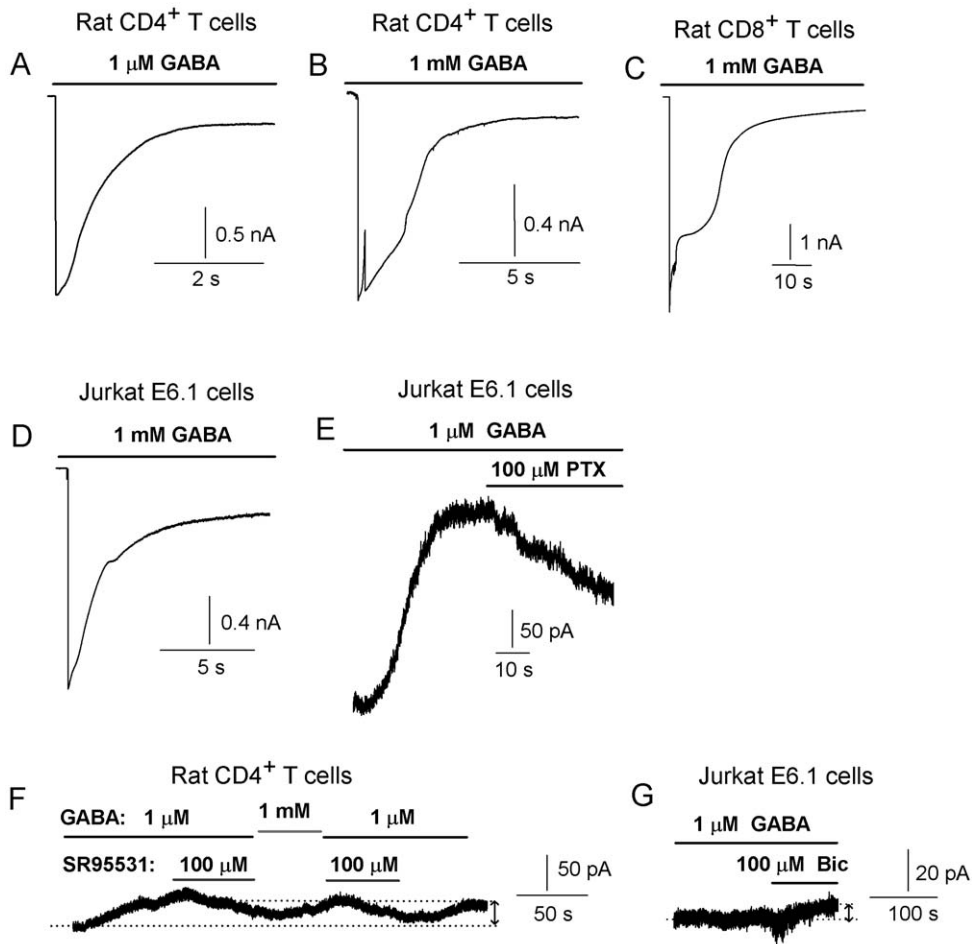 Rat CD4+ T cells
A
1 μM GABA
0.5 nA
2 s
Rat CD4+ T cells
B
1 mM GABA
0.4 nA
5 s
Rat CD8+ T cells
C
1 mM GABA
1 nA
10 s
Jurkat E6.1 cells
D
1 mM GABA
0.4 nA
5 s
Jurkat E6.1 cells
E
1 μM GABA
100 μM PTX
50 pA
10 s
Rat CD4+ T cells
F
GABA: 1 μM 1 mM 1 μM
SR95531: 100 μM 100 μM
50 pA
50 s
Jurkat E6.1 cells
G
1 μM GABA
100 μM Bic
20 pA
100 s